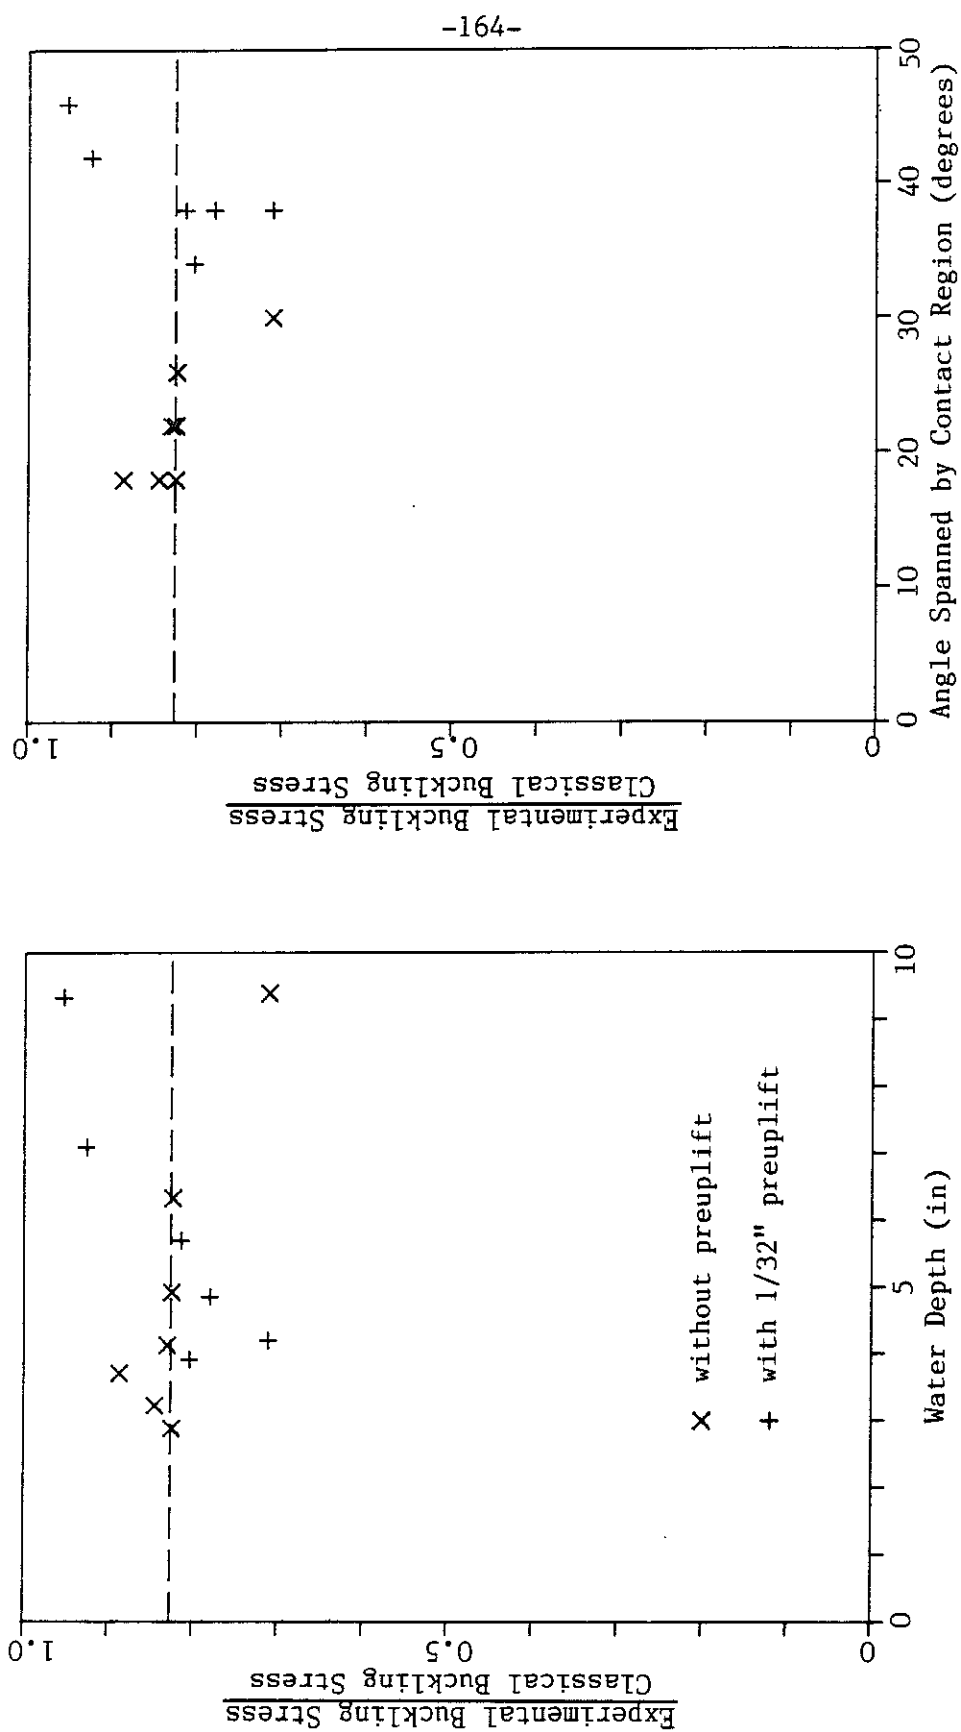 -164-
Experimental Buckling Stress
Classical Buckling Stress
1.0
0.5
0
0
5
10
Water Depth (in)
× without preuplift
+ with 1/32" preuplift
Experimental Buckling Stress
Classical Buckling Stress
1.0
0.5
0
0
10
20
30
40
50
Angle Spanned by Contact Region (degrees)